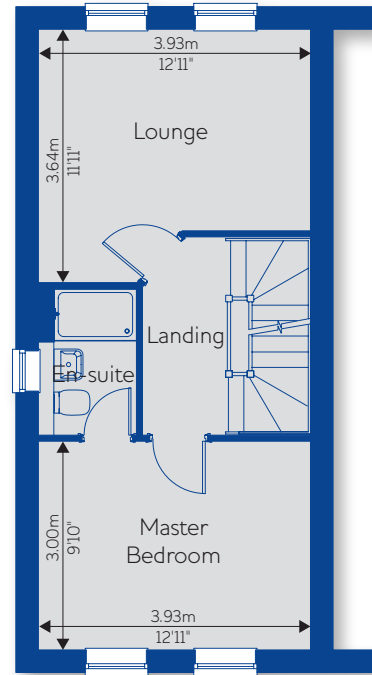 3.93m
12'11"
3.64m
11'11"
Lounge
Landing
En-suite
3.00m
9'10"
Master
Bedroom
3.93m
12'11"